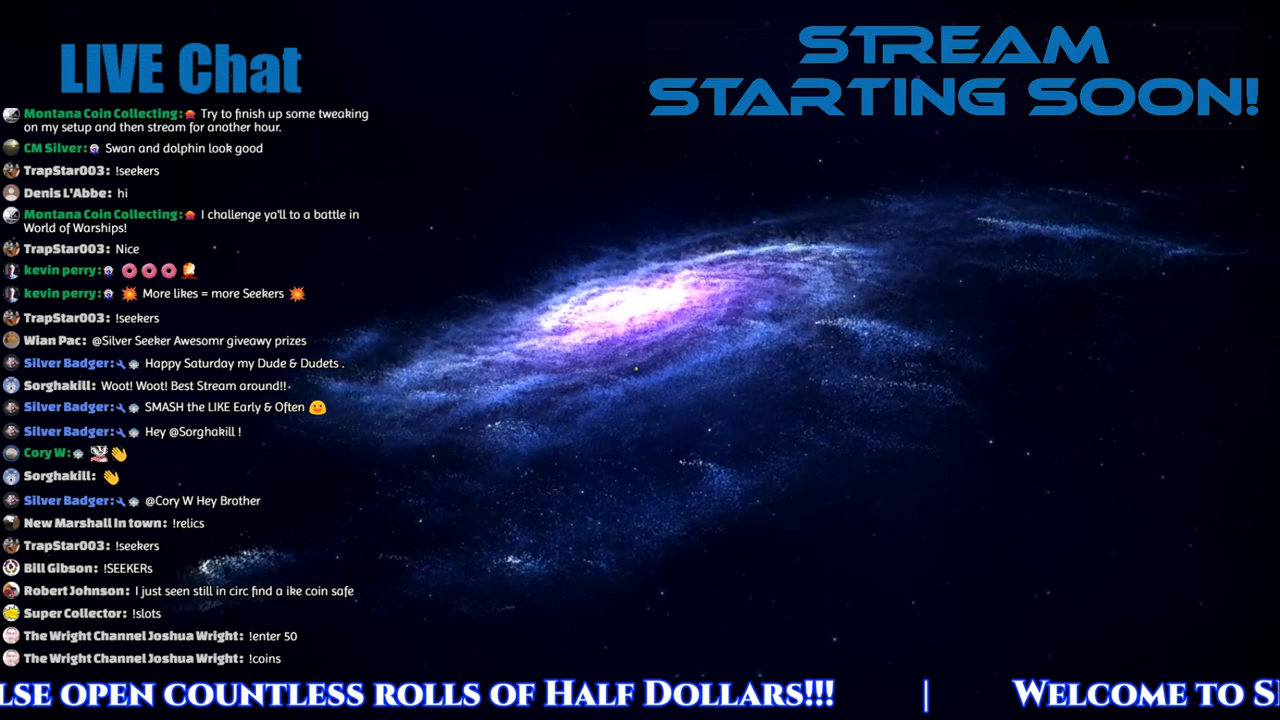 LIVE Chat
STREAM
STARTING SOON!
Montana Coin Collecting: Try to finish up some tweaking
on my setup and then stream for another hour.
CM Silver: Swan and dolphin look good
TrapStar003: !seekers
Denis L'Abbe: hi
Montana Coin Collecting: I challenge ya'll to a battle in
World of Warships!
TrapStar003: Nice
kevin perry:
kevin perry: More likes = more Seekers
TrapStar003: !seekers
Wian Pac: @Silver Seeker Awesomr giveawy prizes
Silver Badger: Happy Saturday my Dude & Dudets .
Sorghakill: Woot! Woot! Best Stream around!!
Silver Badger: SMASH the LIKE Early & Often
Silver Badger: Hey @Sorghakill !
Cory W:
Sorghakill:
Silver Badger: @Cory W Hey Brother
New Marshall In town: !relics
TrapStar003: !seekers
Bill Gibson: !SEEKERs
Robert Johnson: I just seen still in circ find a ike coin safe
Super Collector: !slots
The Wright Channel Joshua Wright: !enter 50
The Wright Channel Joshua Wright: !coins
LSE OPEN COUNTLESS ROLLS OF HALF DOLLARS!!! | WELCOME TO